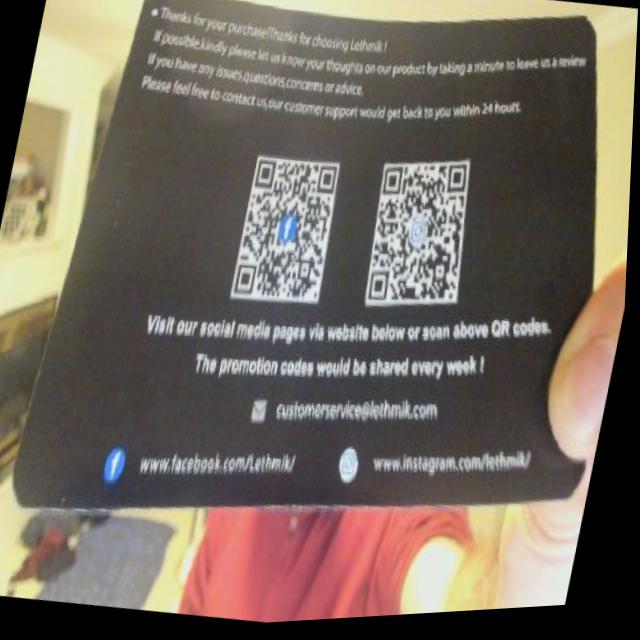 • Thanks for your purchase!Thanks for choosing Lethmik !
If possible,kindly please let us know your thoughts on our product by taking a minute to leave us a review
If you have any issues,questions,concerns or advice.
Please feel free to contact us,our customer support would get back to you within 24 hours.
Visit our social media pages via website below or scan above QR codes.
The promotion codes would be shared every week !
customerservice@lethmik.com
www.facebook.com/Lethmik/
www.instagram.com/lethmik/